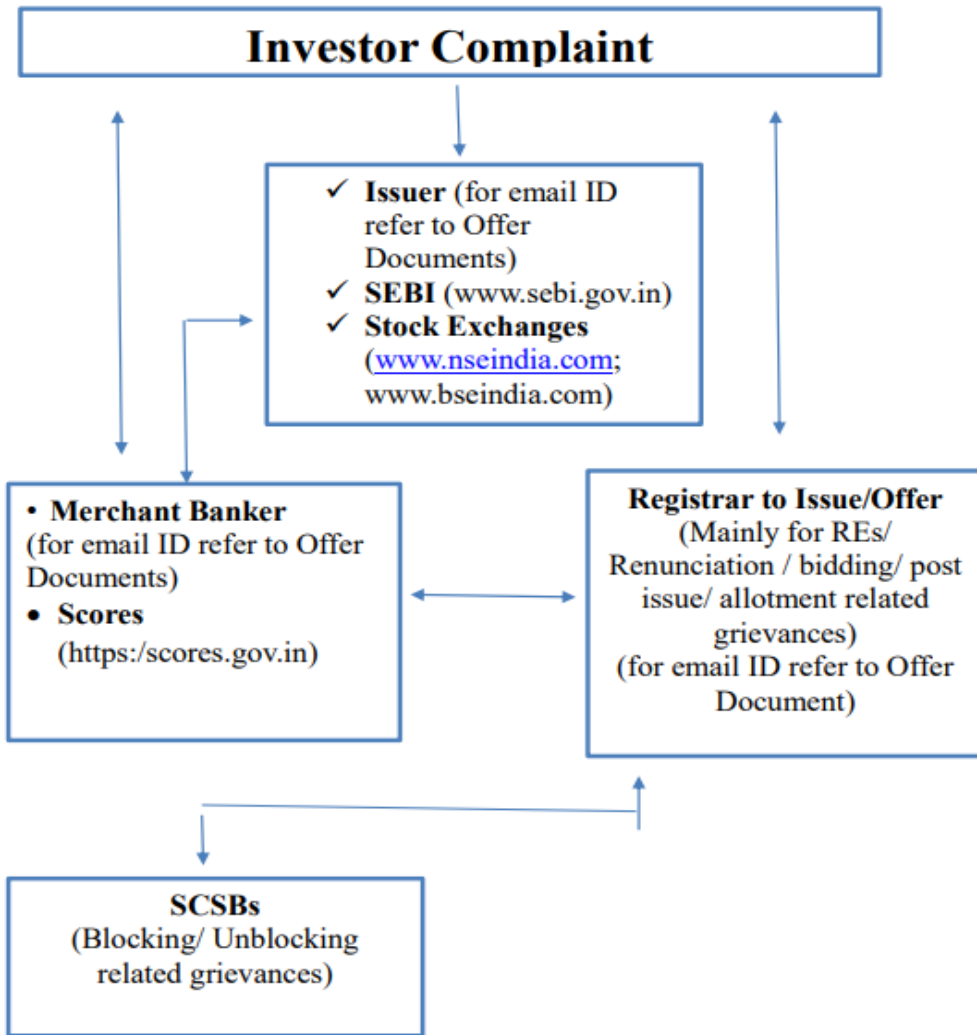 Investor Complaint
✓ Issuer (for email ID
refer to Offer
Documents)
✓ SEBI (www.sebi.gov.in)
✓ Stock Exchanges
(www.nseindia.com;
www.bseindia.com)
• Merchant Banker
(for email ID refer to Offer
Documents)
• Scores
(https:/scores.gov.in)
Registrar to Issue/Offer
(Mainly for REs/
Renunciation / bidding/ post
issue/ allotment related
grievances)
(for email ID refer to Offer
Document)
SCSBs
(Blocking/ Unblocking
related grievances)